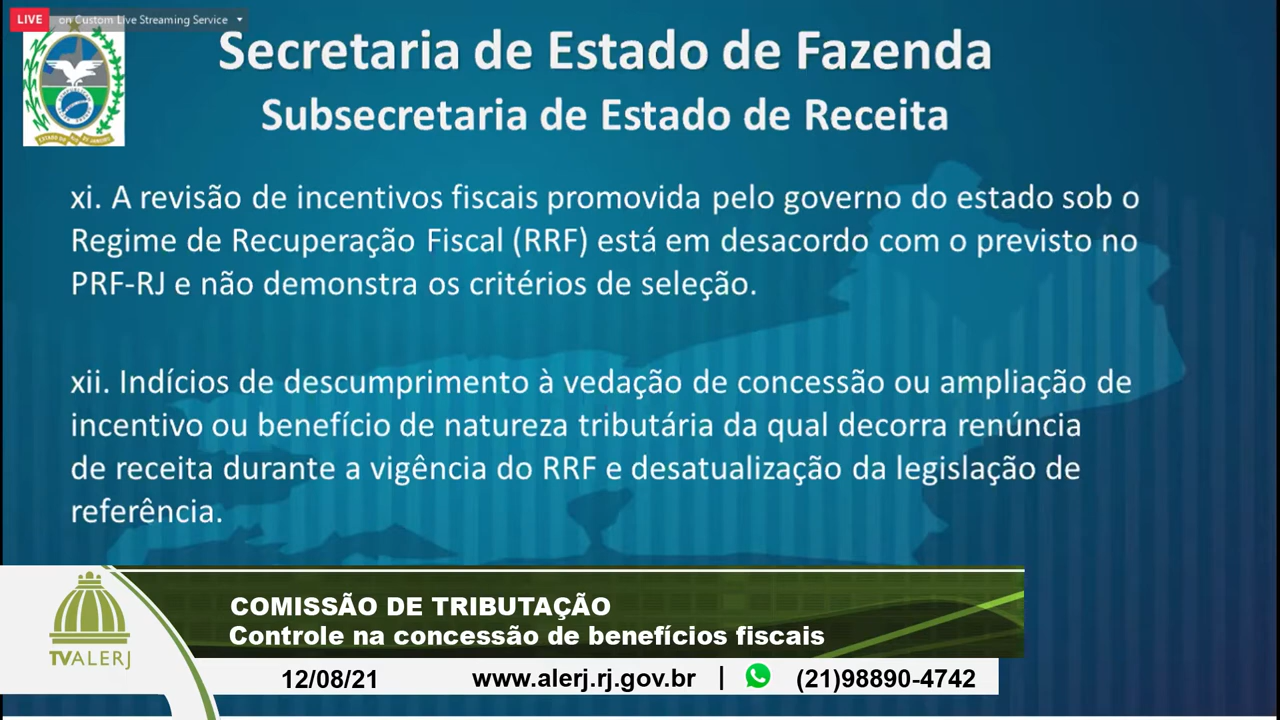 LIVE on Custom Live Streaming Service
Secretaria de Estado de Fazenda
Subsecretaria de Estado de Receita
xi. A revisão de incentivos fiscais promovida pelo governo do estado sob o
Regime de Recuperação Fiscal (RRF) está em desacordo com o previsto no
PRF-RJ e não demonstra os critérios de seleção.
xii. Indícios de descumprimento à vedação de concessão ou ampliação de
incentivo ou benefício de natureza tributária da qual decorra renúncia
de receita durante a vigência do RRF e desatualização da legislação de
referência.
COMISSÃO DE TRIBUTAÇÃO
Controle na concessão de benefícios fiscais
TVALERJ
12/08/21 www.alerj.rj.gov.br | (21)98890-4742